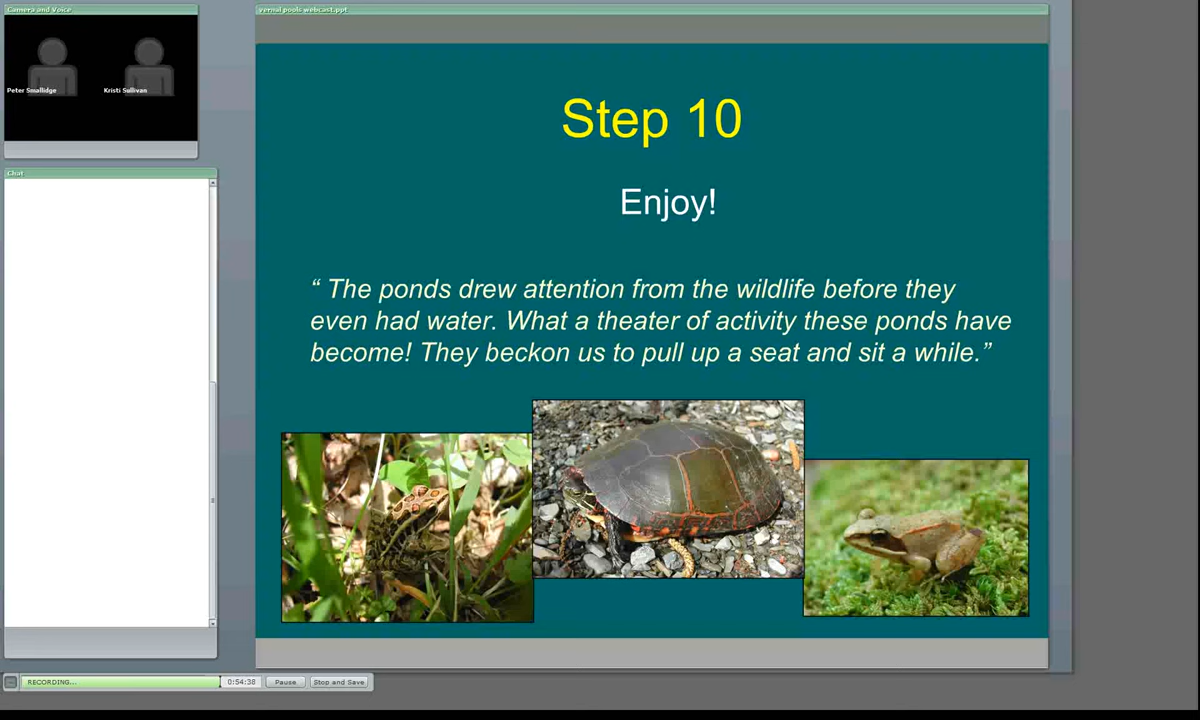 Camera and Voice
Peter Smallidge
Kristi Sullivan
Chat
vernal pools webcast.ppt
Step 10
Enjoy!
“ The ponds drew attention from the wildlife before they
even had water. What a theater of activity these ponds have
become! They beckon us to pull up a seat and sit a while.”
RECORDING...
0:54:38
Pause
Stop and Save